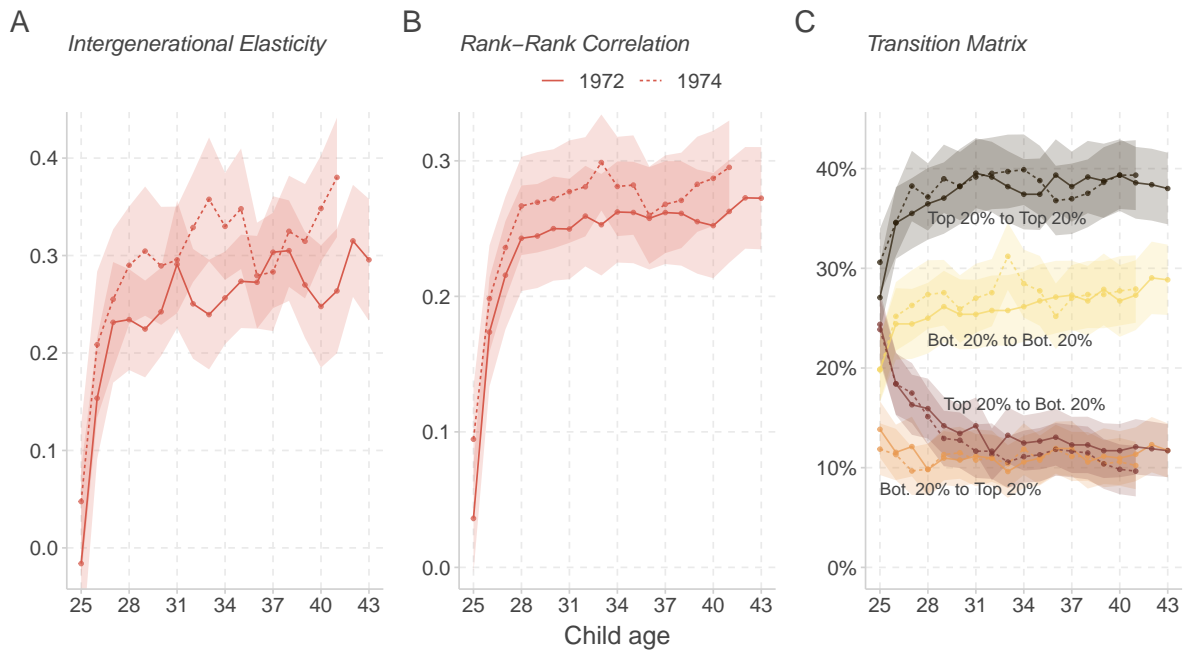 A
B
C
Intergenerational Elasticity
Rank−Rank Correlation
Transition Matrix
1972
1974
0.4
0.3
0.2
0.1
0.0
25 28 31 34 37 40 43
0.3
0.2
0.1
0.0
25 28 31 34 37 40 43
Child age
40%
30%
20%
10%
0%
Top 20% to Top 20%
Bot. 20% to Bot. 20%
Top 20% to Bot. 20%
Bot. 20% to Top 20%
25 28 31 34 37 40 43